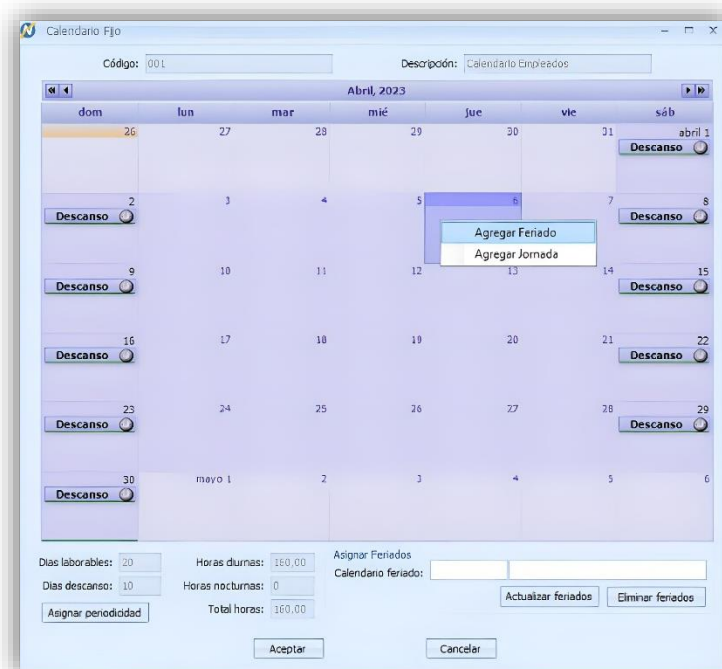 Calendario Fijo
Código: 001 Descripción: Calendario Empleados
Abril, 2023
dom lun mar mié jue vie sáb
26 27 28 29 30 31 abril 1
Descanso
2 3 4 5 6 7 8
Descanso Descanso
Agregar Feriado
Agregar Jornada
9 10 11 12 13 14 15
Descanso Descanso
16 17 18 19 20 21 22
Descanso Descanso
23 24 25 26 27 28 29
Descanso Descanso
30 mayo 1 2 3 4 5 6
Descanso
Dias laborables: 20 Horas diurnas: 160,00 Asignar Feriados
Calendario feriado:
Dias descanso: 10 Horas nocturnas: 0 Actualizar feriados Eliminar feriados
Asignar periodicidad Total horas: 160,00
Aceptar Cancelar